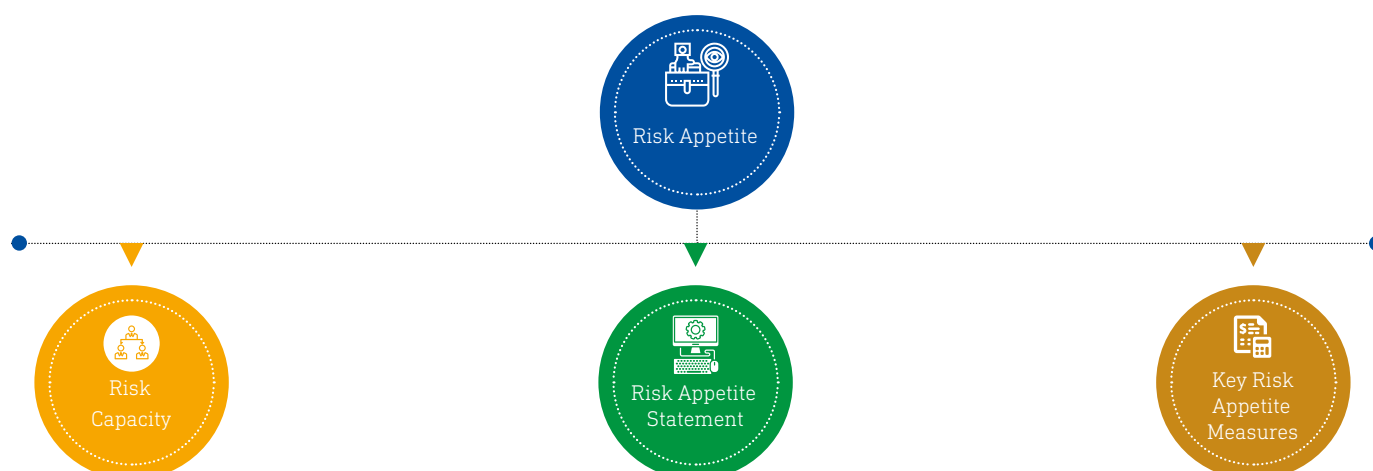 Risk Appetite
Risk
Capacity
Risk Appetite
Statement
Key Risk
Appetite
Measures